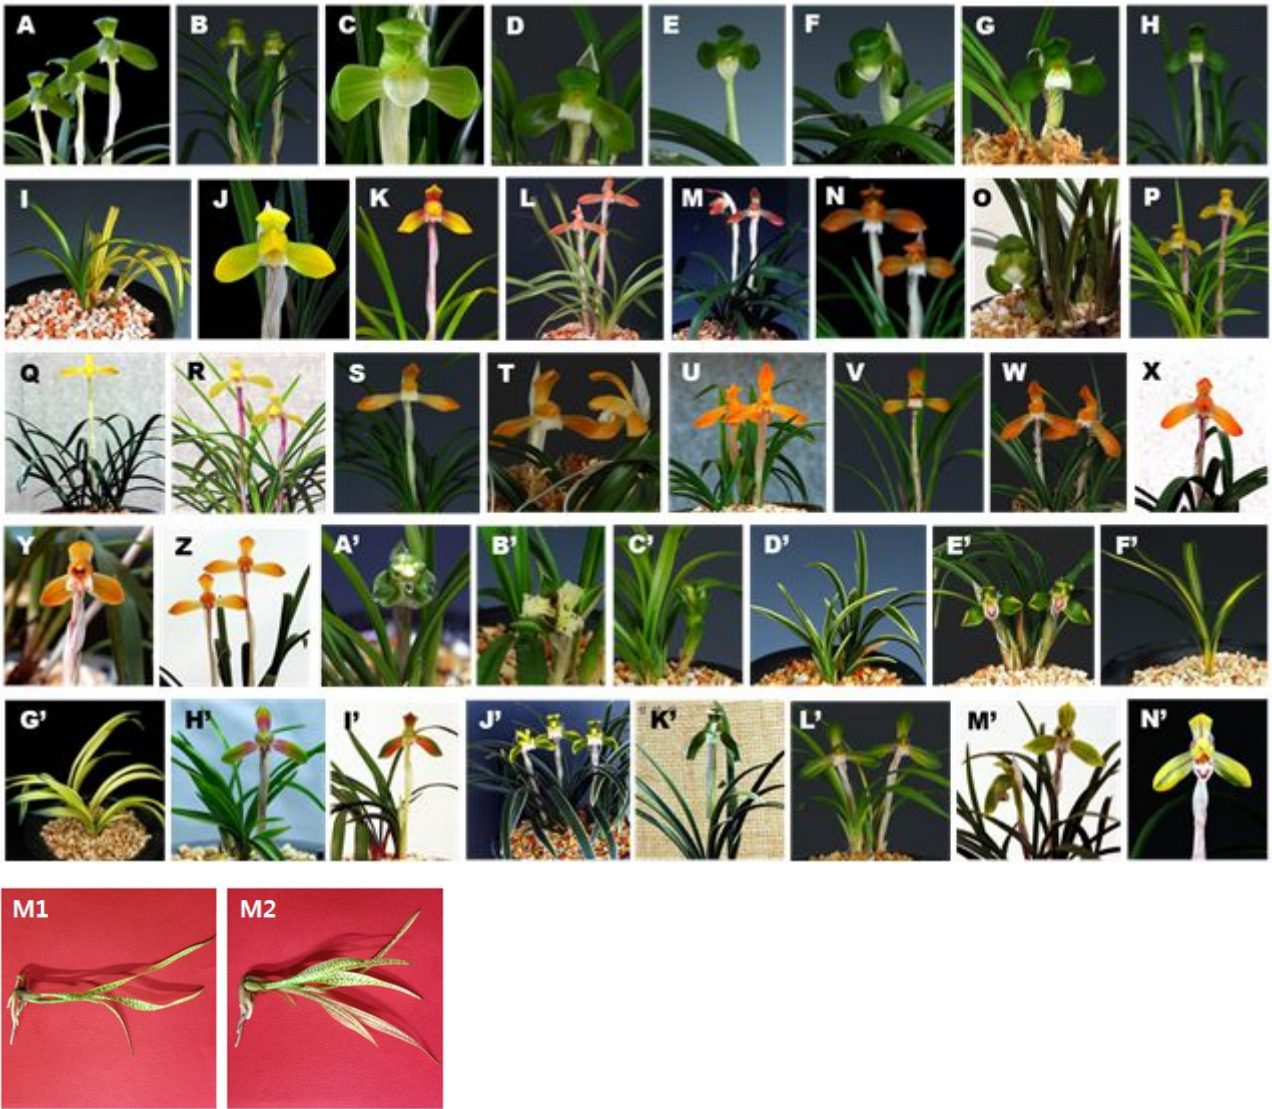 A B C D E F G H
I J K L M N O P
Q R S T U V W X
Y Z A’ B’ C’ D’ E’ F’
G’ H’ I’ J’ K’ L’ M’ N’
M1 M2